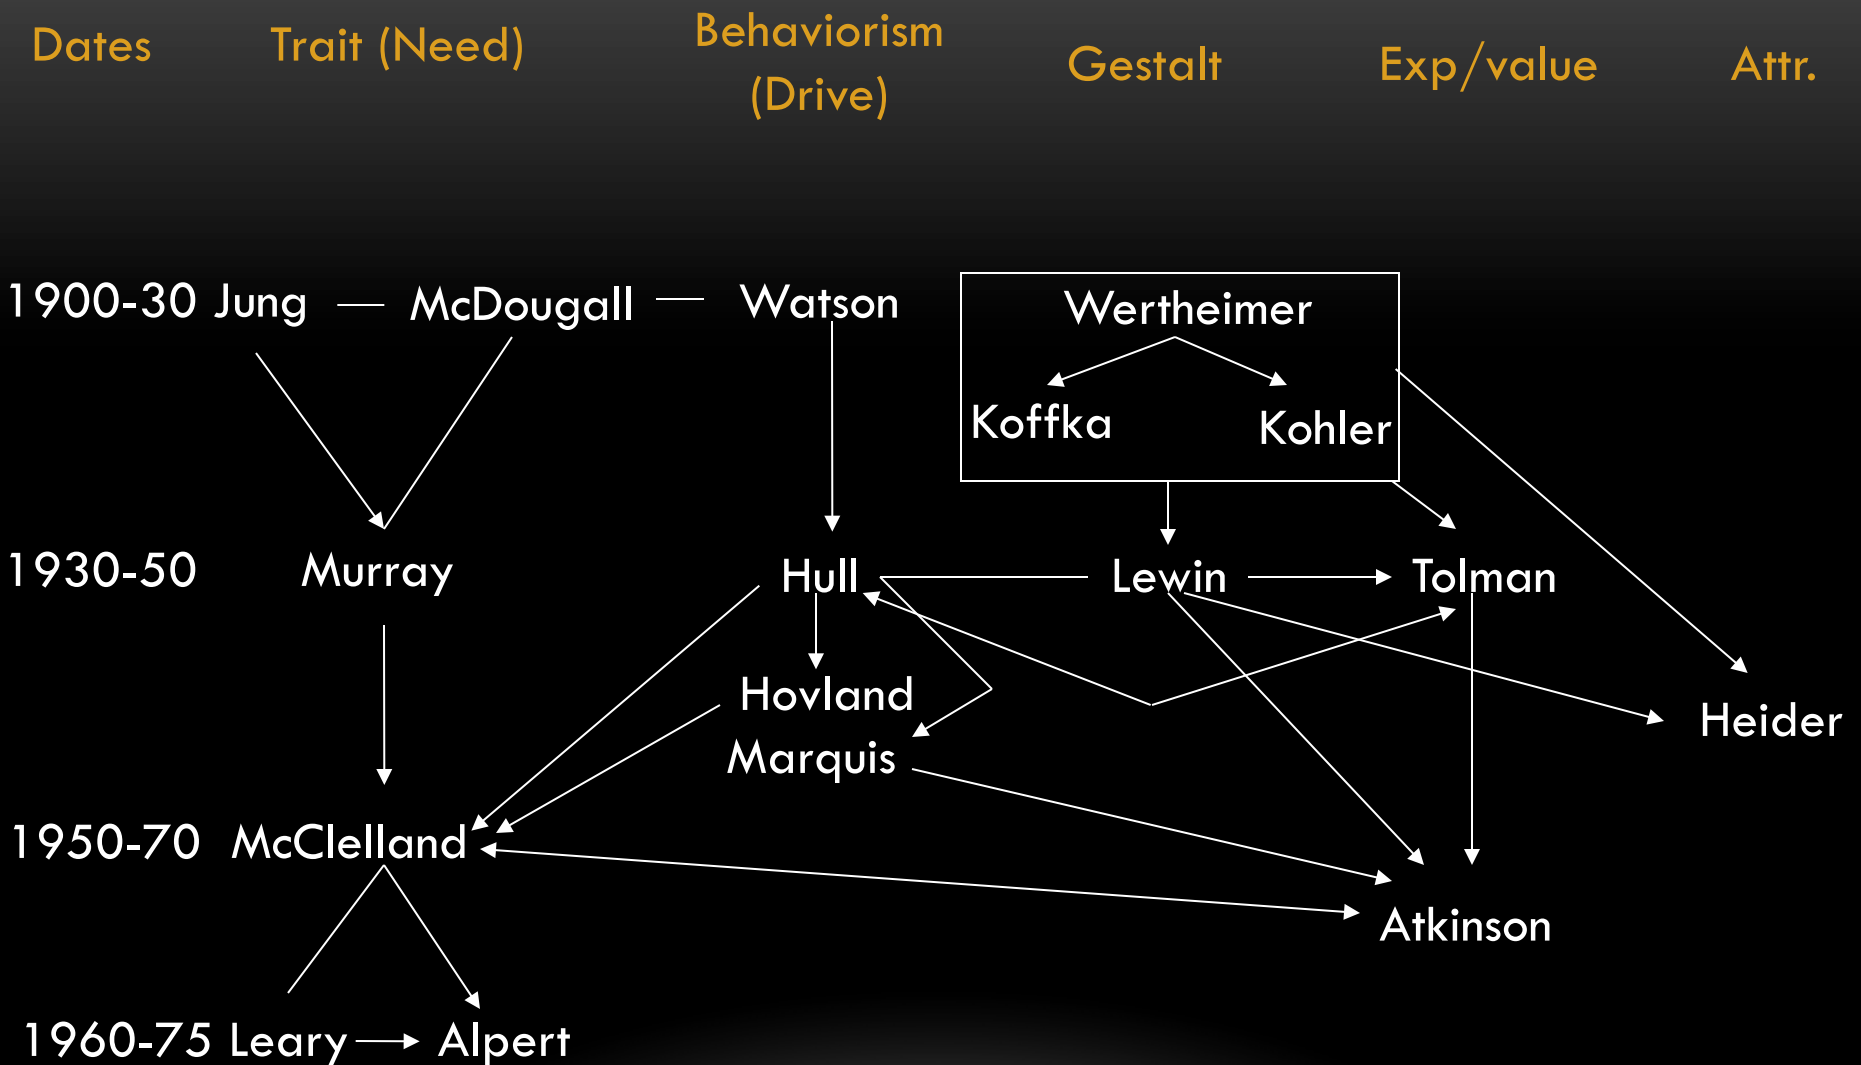 Dates Trait (Need) Behaviorism (Drive) Gestalt Exp/value Attr.
1900-30 Jung McDougall Watson Wertheimer
Koffka Kohler
1930-50 Murray Hull Lewin Tolman
Hovland
Heider
Marquis
1950-70 McClelland
Atkinson
1960-75 Leary Alpert